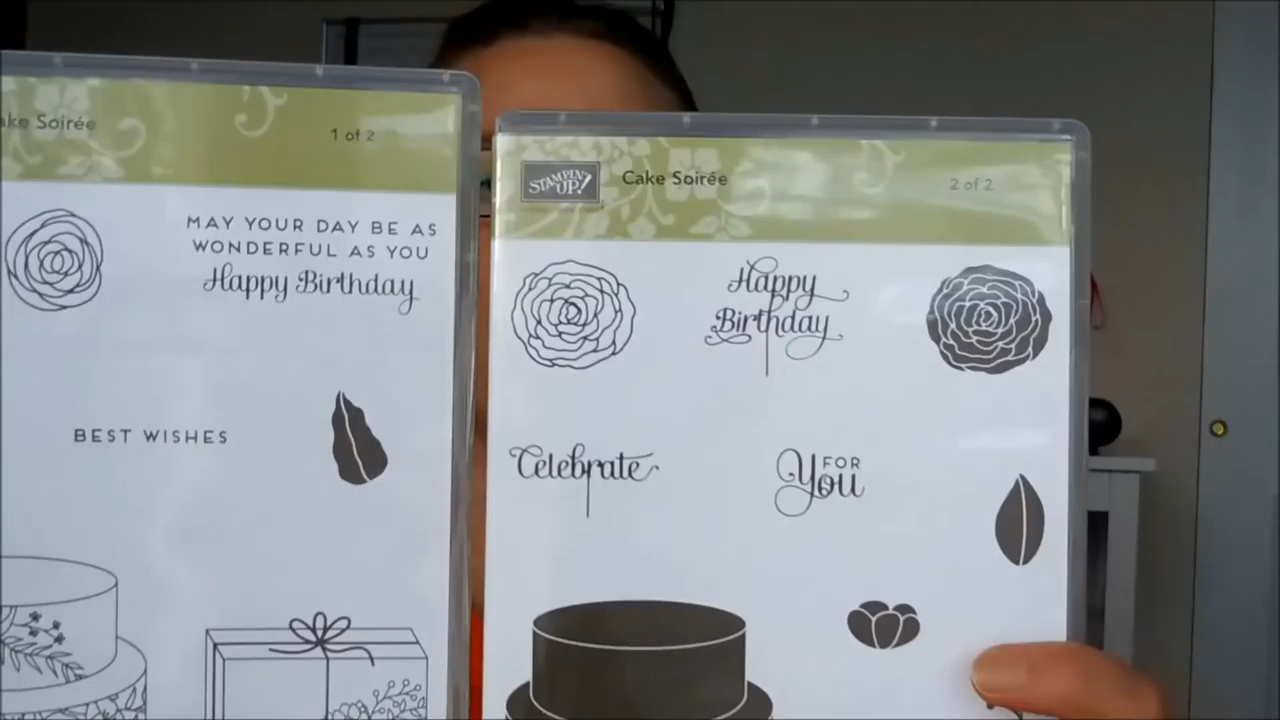 ake Soirée
1 of 2
MAY YOUR DAY BE AS
WONDERFUL AS YOU
Happy Birthday
BEST WISHES
STAMPIN'
UP!
Cake Soirée
2 of 2
Happy
Birthday
Celebrate
FOR
You